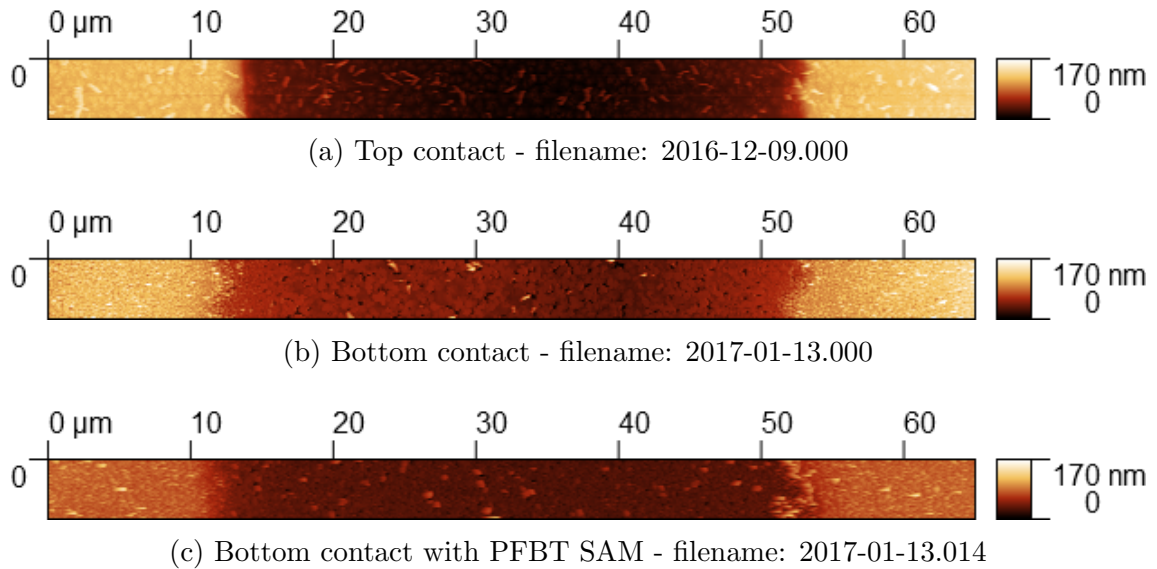 0 µm 10 20 30 40 50 60
0
170 nm
0
(a) Top contact - filename: 2016-12-09.000
0 µm 10 20 30 40 50 60
0
170 nm
0
(b) Bottom contact - filename: 2017-01-13.000
0 µm 10 20 30 40 50 60
0
170 nm
0
(c) Bottom contact with PFBT SAM - filename: 2017-01-13.014